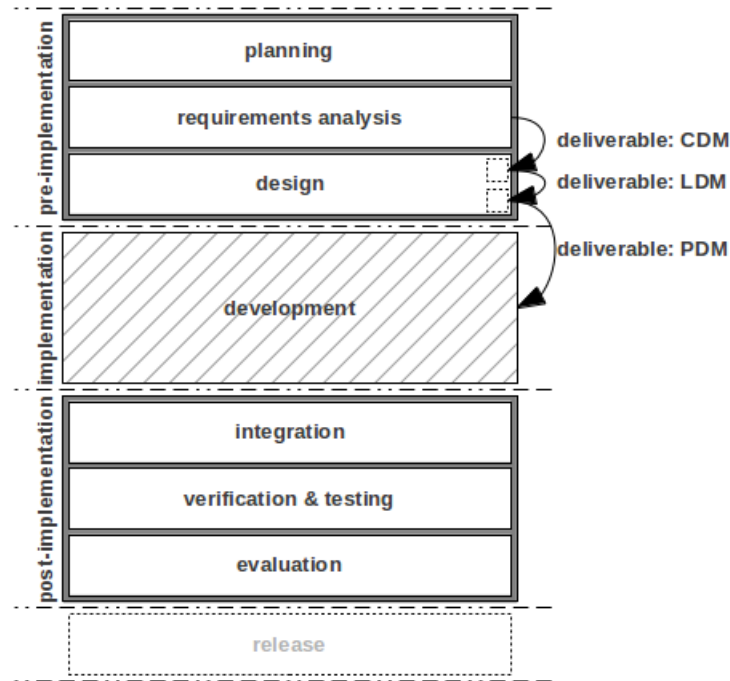 pre-implementation
planning
requirements analysis
design
deliverable: CDM
deliverable: LDM
deliverable: PDM
implementation
development
post-implementation
integration
verification & testing
evaluation
release